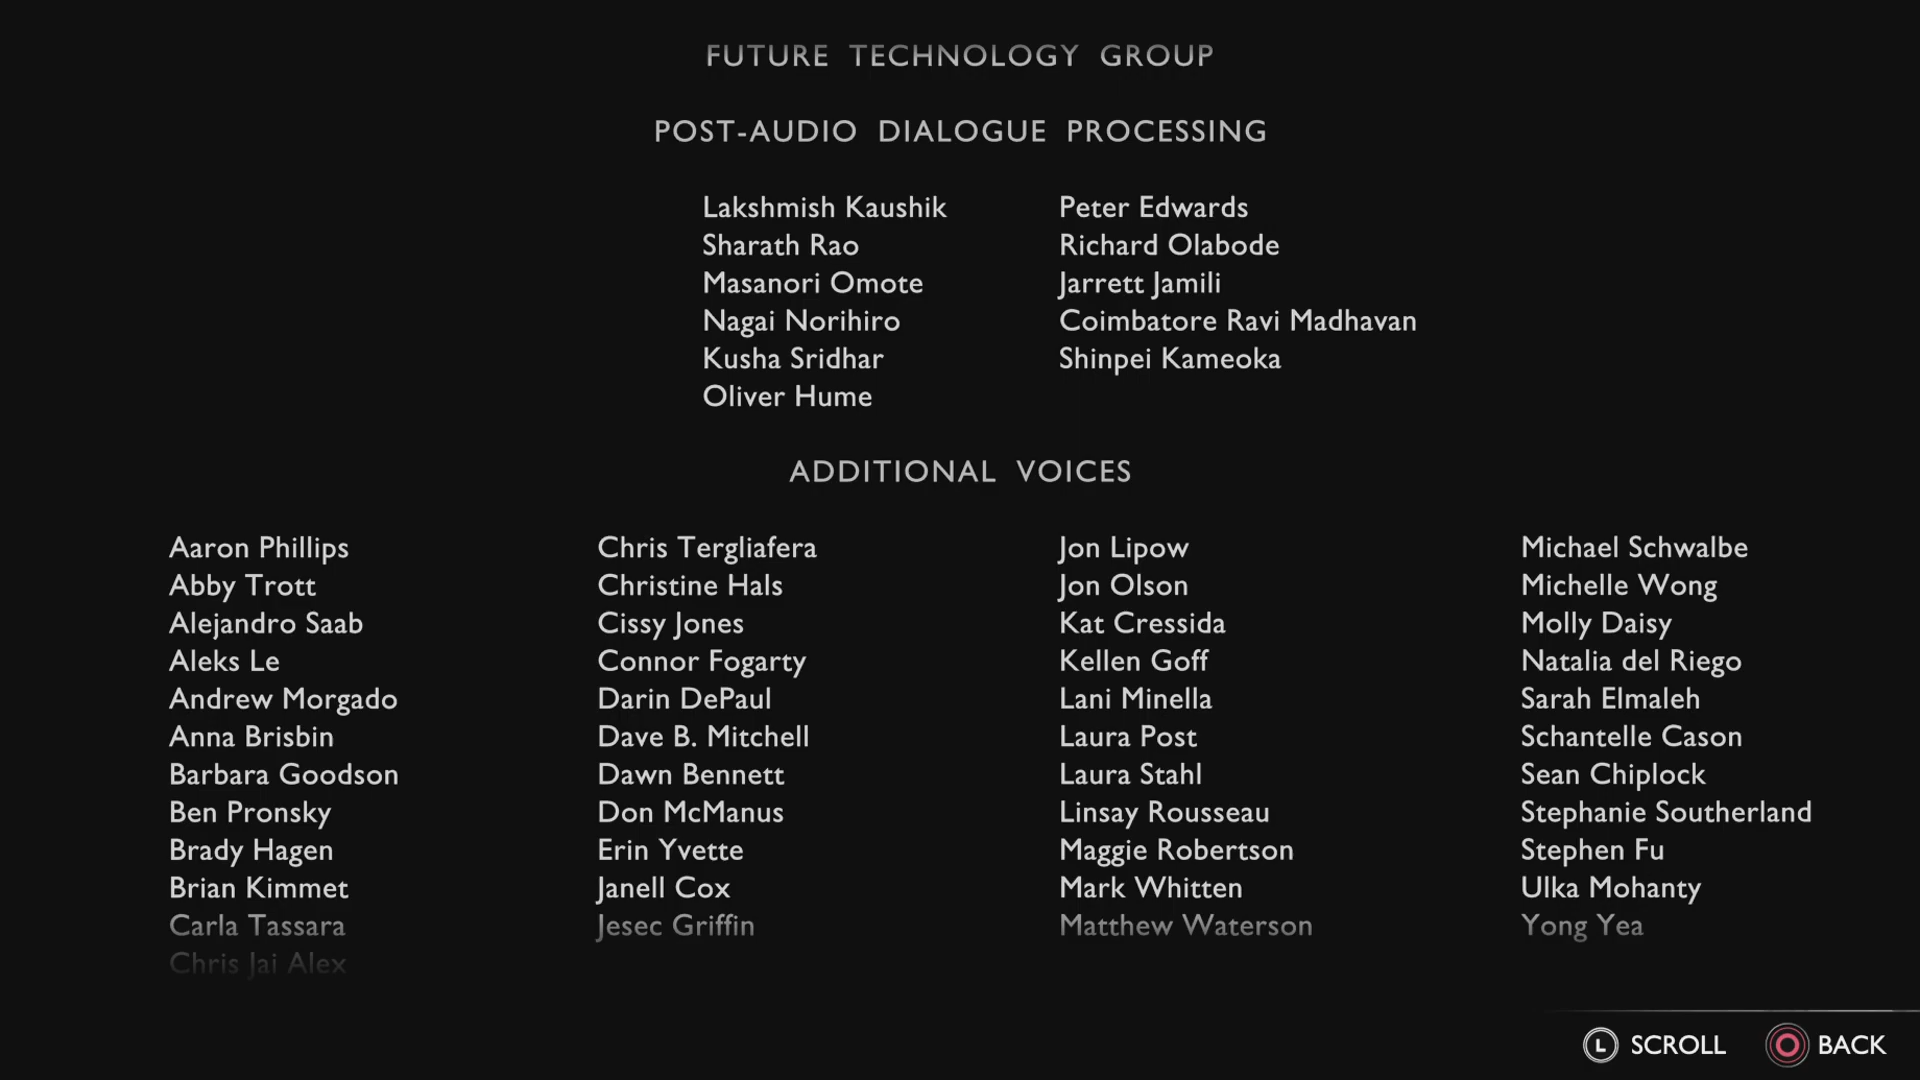 FUTURE TECHNOLOGY GROUP
POST-AUDIO DIALOGUE PROCESSING
Lakshmish Kaushik Peter Edwards
Sharath Rao Richard Olabode
Masanori Omote Jarrett Jamili
Nagai Norihiro Coimbatore Ravi Madhavan
Kusha Sridhar Shinpei Kameoka
Oliver Hume
ADDITIONAL VOICES
Aaron Phillips Chris Tergliafera Jon Lipow Michael Schwalbe
Abby Trott Christine Hals Jon Olson Michelle Wong
Alejandro Saab Cissy Jones Kat Cressida Molly Daisy
Aleks Le Connor Fogarty Kellen Goff Natalia del Riego
Andrew Morgado Darin DePaul Lani Minella Sarah Elmaleh
Anna Brisbin Dave B. Mitchell Laura Post Schantelle Cason
Barbara Goodson Dawn Bennett Laura Stahl Sean Chiplock
Ben Pronsky Don McManus Linsay Rousseau Stephanie Southerland
Brady Hagen Erin Yvette Maggie Robertson Stephen Fu
Brian Kimmet Janell Cox Mark Whitten Ulka Mohanty
Carla Tassara Jesec Griffin Matthew Waterson Yong Yea
Chris Jai Alex
L SCROLL BACK